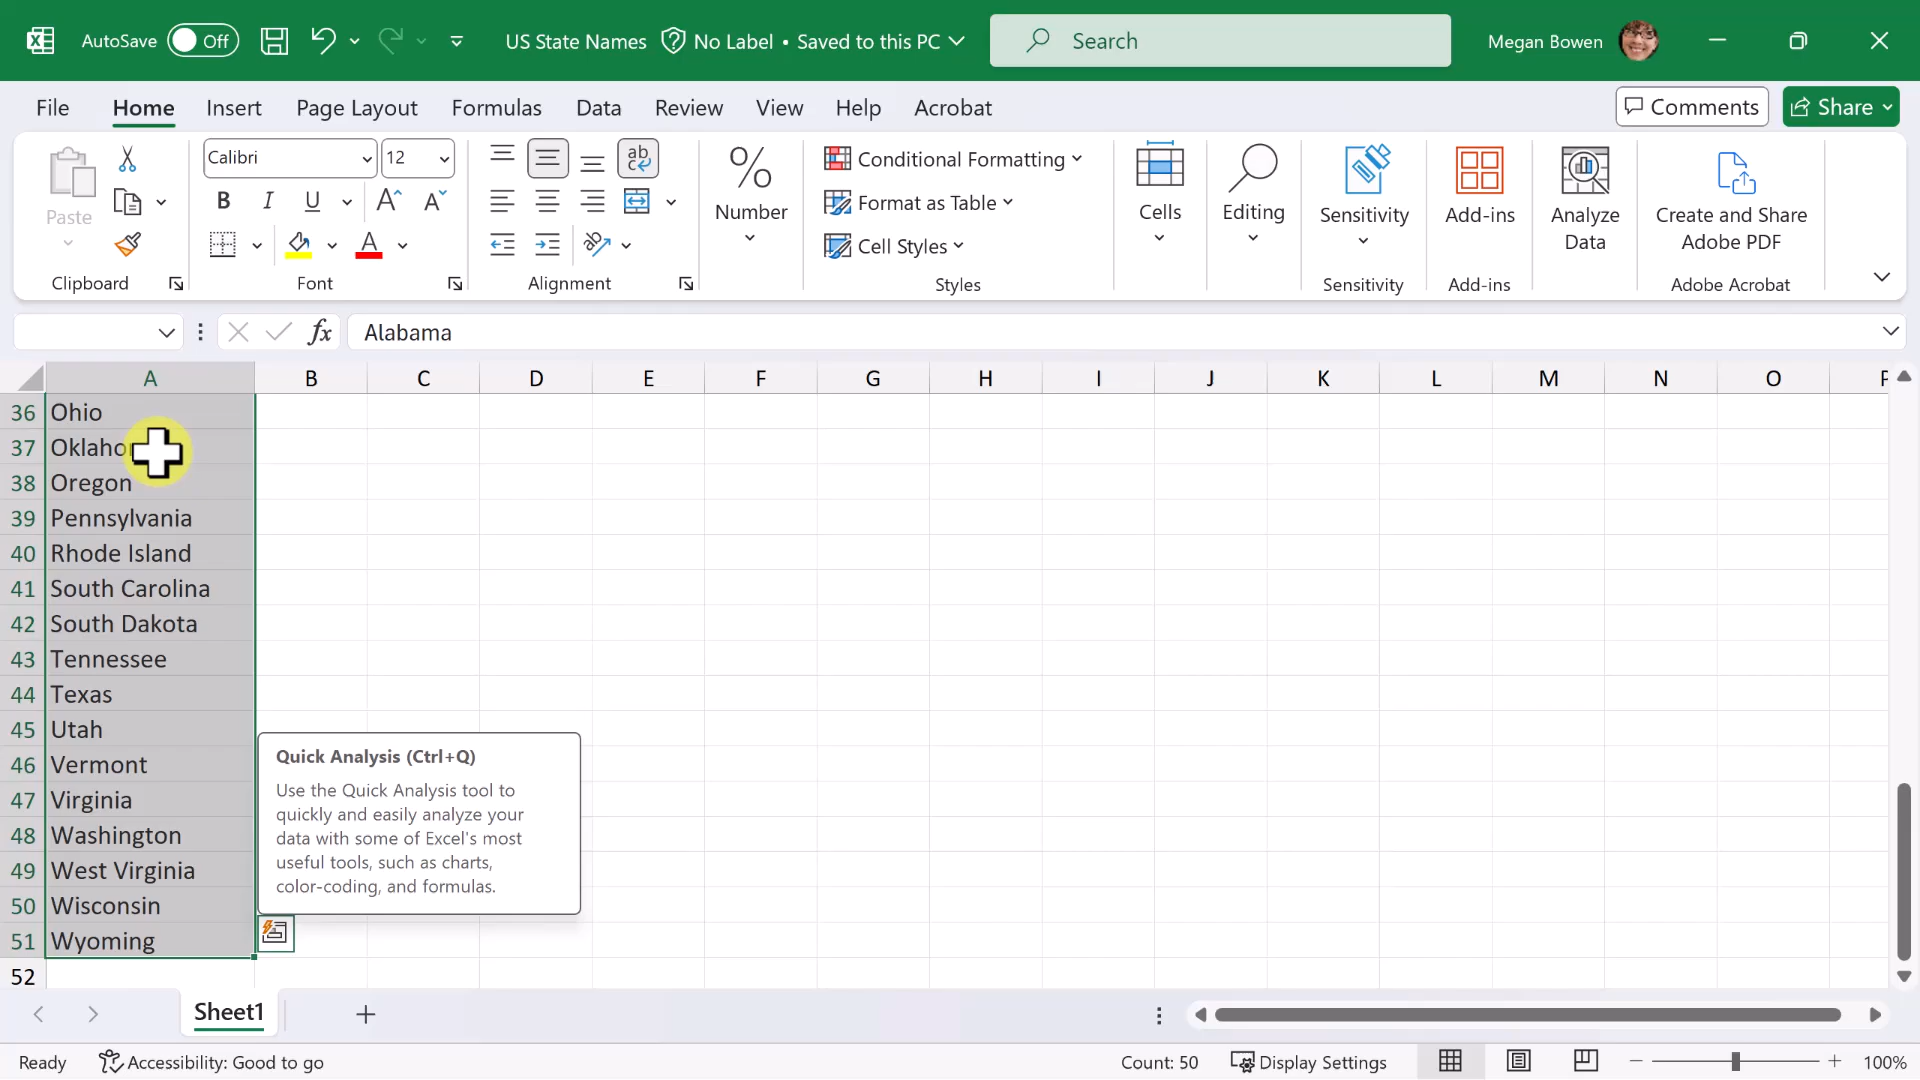 AutoSave Off US State Names No Label • Saved to this PC Search Megan Bowen
File Home Insert Page Layout Formulas Data Review View Help Acrobat Comments Share
Paste
Clipboard
Calibri 12
B I U A A
A
Font
ab
c
Alignment
%
Number
Conditional Formatting
Format as Table
Cell Styles
Styles
Cells
Editing
Sensitivity
Sensitivity
Add-ins
Add-ins
Analyze
Data
Create and Share
Adobe PDF
Adobe Acrobat
fx Alabama
A B C D E F G H I J K L M N O
36 Ohio
37 Oklaho
38 Oregon
39 Pennsylvania
40 Rhode Island
41 South Carolina
42 South Dakota
43 Tennessee
44 Texas
45 Utah
46 Vermont
47 Virginia
48 Washington
49 West Virginia
50 Wisconsin
51 Wyoming
52
Quick Analysis (Ctrl+Q)
Use the Quick Analysis tool to
quickly and easily analyze your
data with some of Excel's most
useful tools, such as charts,
color-coding, and formulas.
Sheet1
Ready Accessibility: Good to go Count: 50 Display Settings 100%